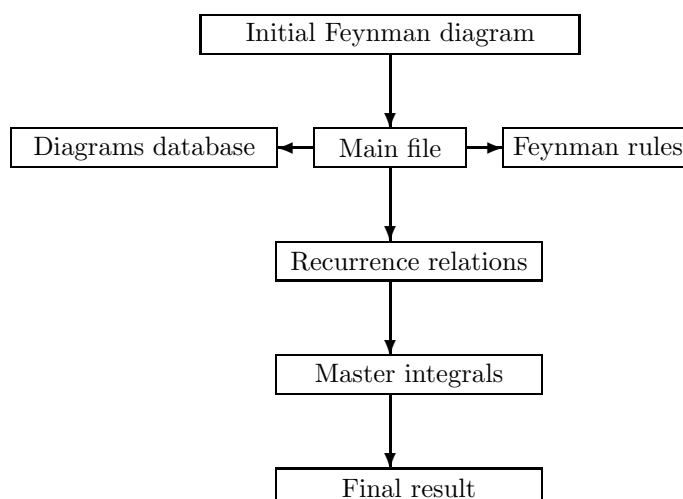 Initial Feynman diagram
Diagrams database
Main file
Feynman rules
Recurrence relations
Master integrals
Final result